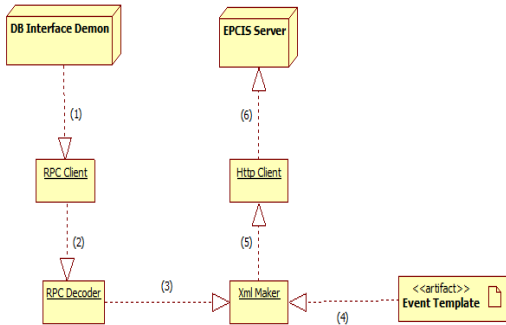 DB Interface Demon
EPCIS Server
(1)
(6)
RPC Client
Http Client
(2)
(5)
RPC Decoder
(3)
Xml Maker
(4)
<<artifact>>
Event Template